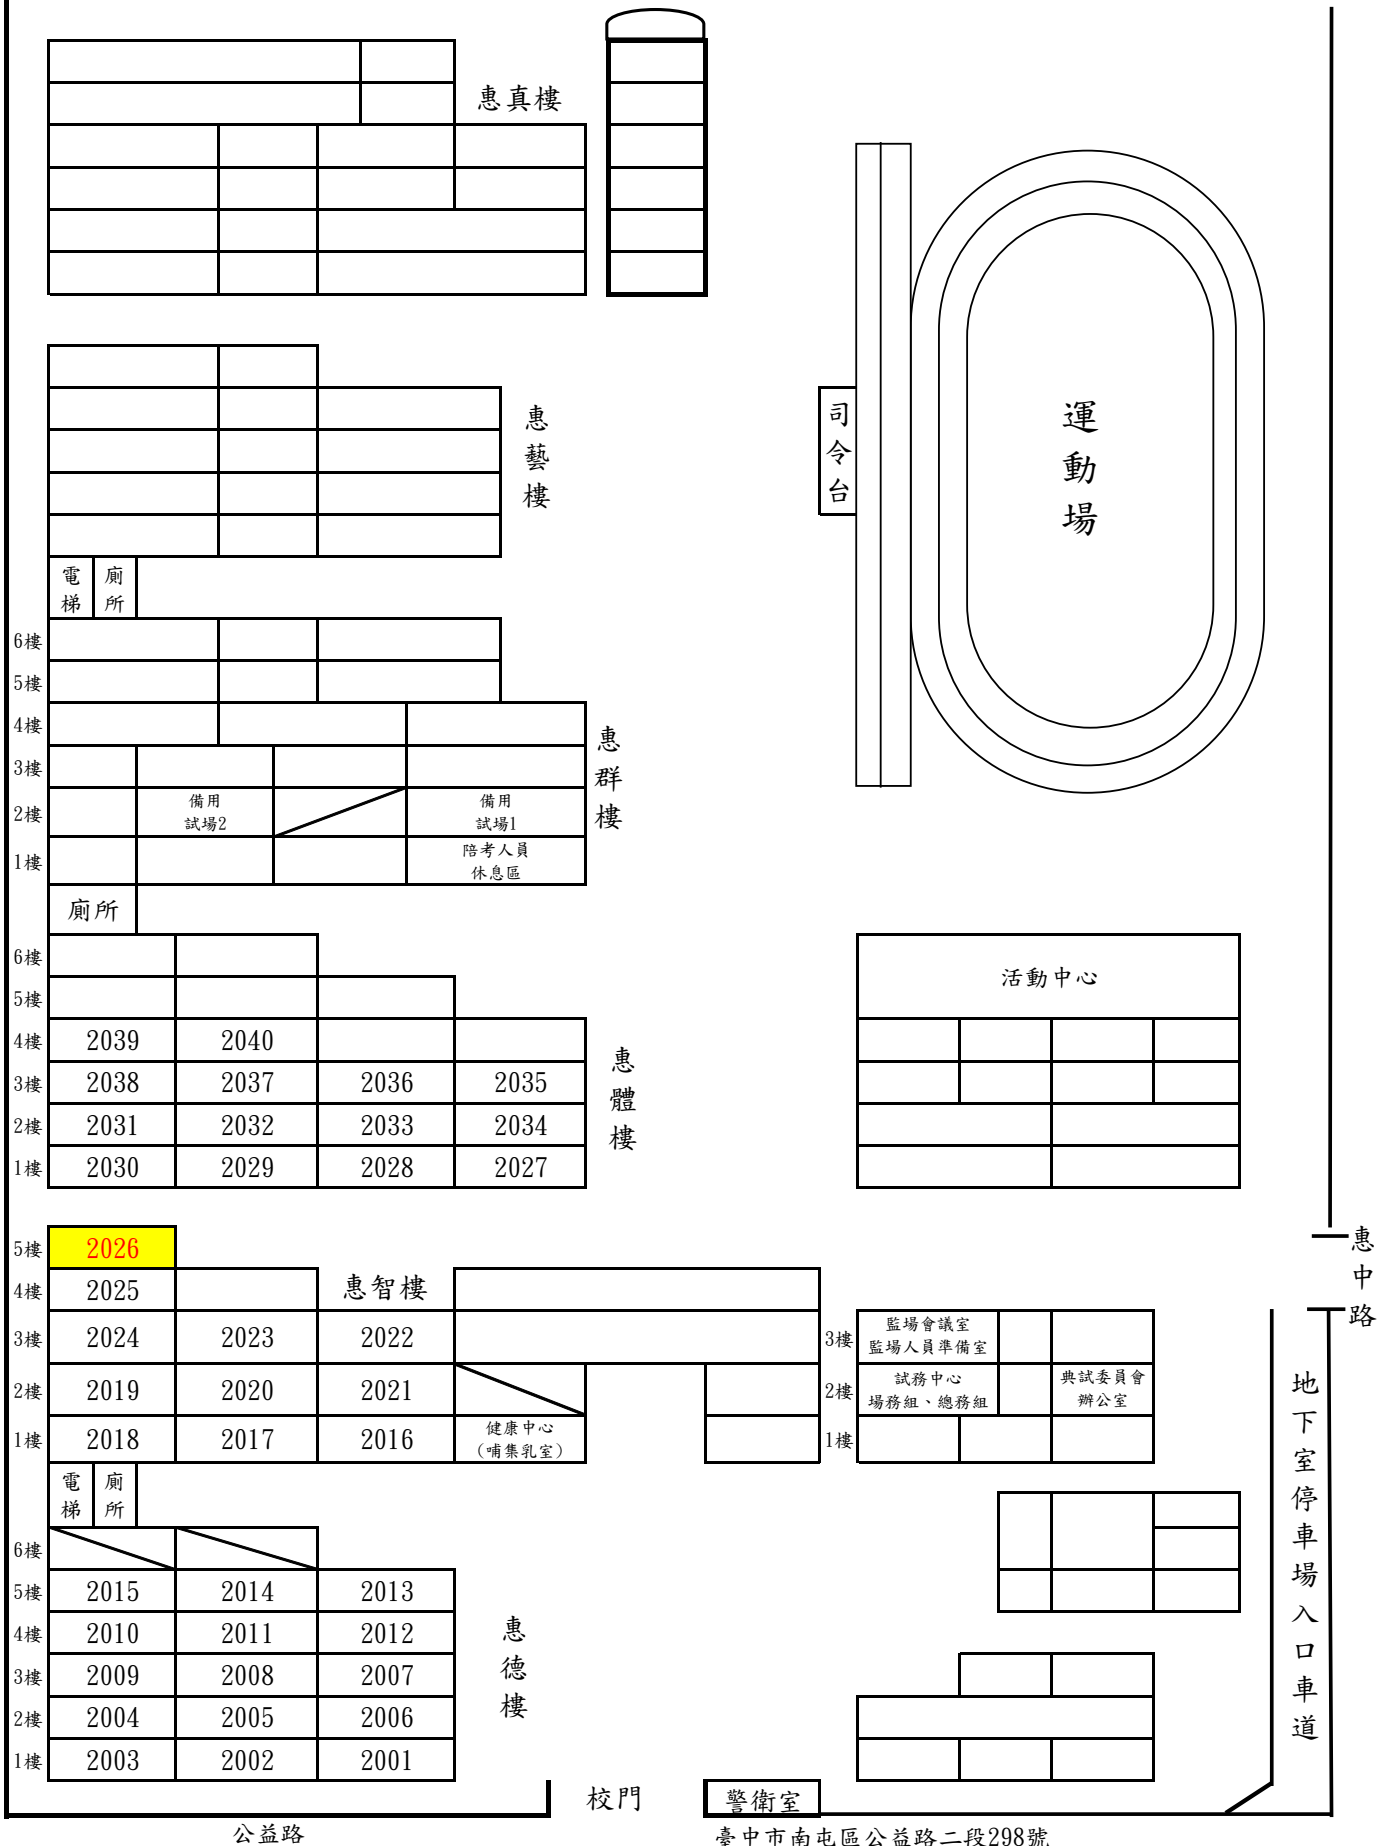 惠真樓
惠藝樓
司令台
運動場
電梯 廁所
6樓
5樓
4樓
3樓
惠群樓
2樓 備用試場2 備用試場1
1樓 陪考人員休息區
廁所
6樓
5樓
活動中心
4樓 2039 2040
3樓 2038 2037 2036 2035
惠體樓
2樓 2031 2032 2033 2034
1樓 2030 2029 2028 2027
5樓 2026
惠中路
4樓 2025 惠智樓
3樓 2024 2023 2022
3樓 監場會議室
監場人員準備室
2樓 2019 2020 2021
2樓 試務中心
場務組、總務組
典試委員會
辦公室
1樓 2018 2017 2016 健康中心
(哺集乳室)
1樓
地下室停車場入口車道
電梯 廁所
6樓
5樓 2015 2014 2013
4樓 2010 2011 2012
惠德樓
3樓 2009 2008 2007
2樓 2004 2005 2006
1樓 2003 2002 2001
校門 警衛室
公益路
臺中市南屯區公益路二段298號